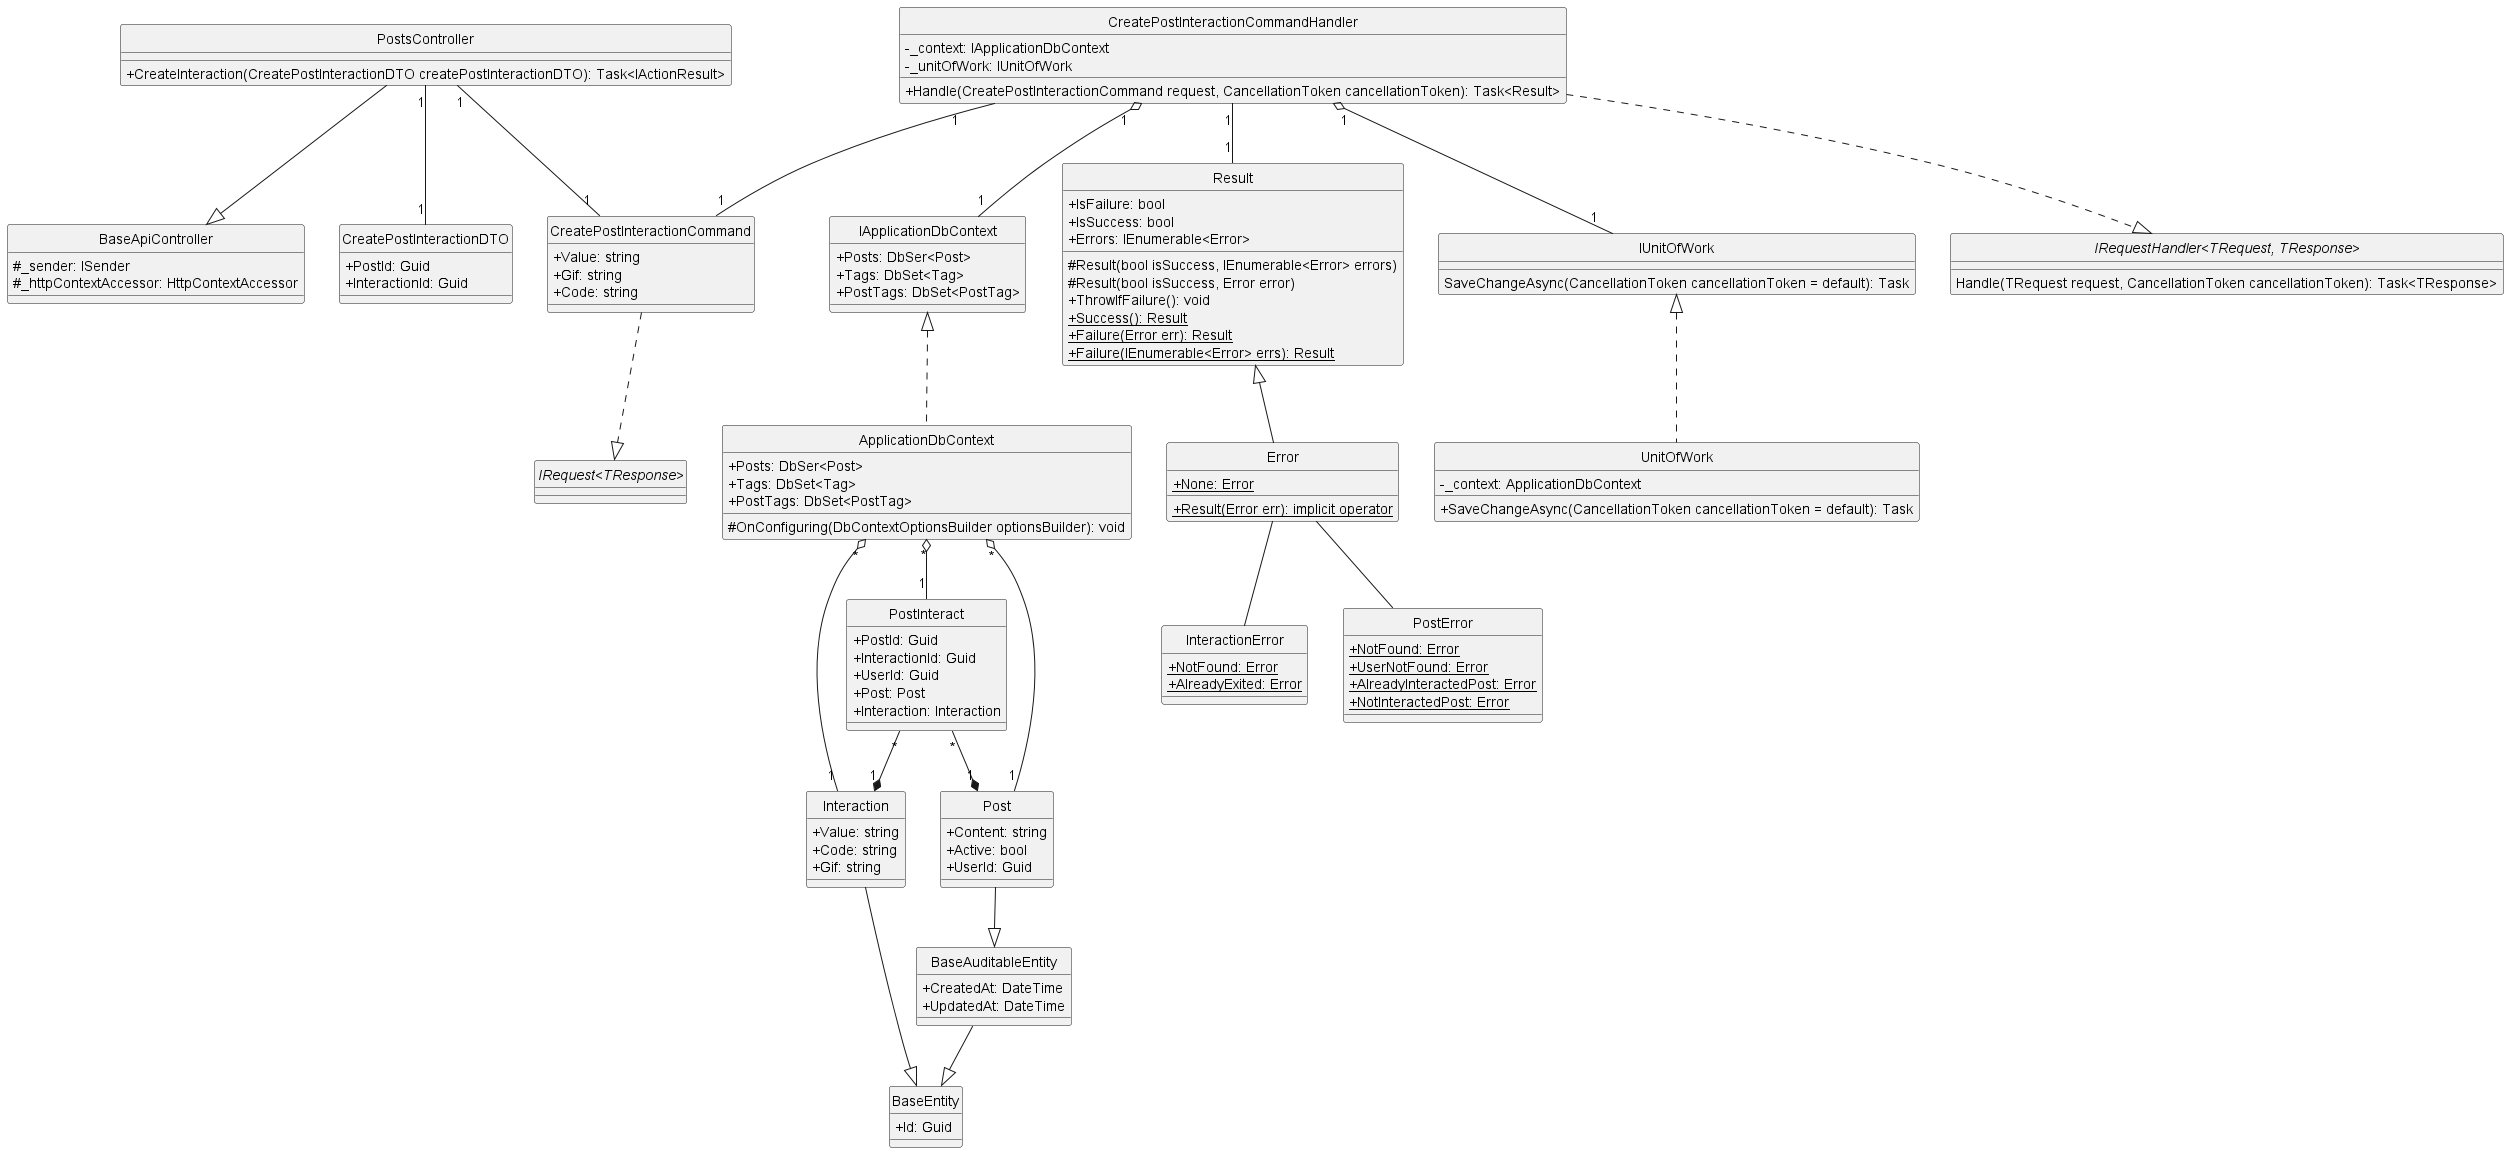 CreatePostInteractionCommandHandler
-_context: IApplicationDbContext
-_unitOfWork: IUnitOfWork
+Handle(CreatePostInteractionCommand request, CancellationToken cancellationToken): Task<Result>
PostsController
+CreateInteraction(CreatePostInteractionDTO createPostInteractionDTO): Task<IActionResult>
1
1
1
1
1
1
1
1
1
1
1
1
BaseApiController
#_sender: ISender
#_httpContextAccessor: HttpContextAccessor
CreatePostInteractionDTO
+PostId: Guid
+InteractionId: Guid
CreatePostInteractionCommand
+Value: string
+Gif: string
+Code: string
IApplicationDbContext
+Posts: DbSer<Post>
+Tags: DbSet<Tag>
+PostTags: DbSet<PostTag>
Result
+IsFailure: bool
+IsSuccess: bool
+Errors: IEnumerable<Error>
#Result(bool isSuccess, IEnumerable<Error> errors)
#Result(bool isSuccess, Error error)
+ThrowIfFailure(): void
+Success(): Result
+Failure(Error err): Result
+Failure(IEnumerable<Error> errs): Result
IUnitOfWork
SaveChangeAsync(CancellationToken cancellationToken = default): Task
IRequestHandler<TRequest, TResponse>
Handle(TRequest request, CancellationToken cancellationToken): Task<TResponse>
IRequest<TResponse>
ApplicationDbContext
+Posts: DbSer<Post>
+Tags: DbSet<Tag>
+PostTags: DbSet<PostTag>
#OnConfiguring(DbContextOptionsBuilder optionsBuilder): void
Error
+None: Error
+Result(Error err): implicit operator
UnitOfWork
-_context: ApplicationDbContext
+SaveChangeAsync(CancellationToken cancellationToken = default): Task
*
*
*
1
PostInteract
+PostId: Guid
+InteractionId: Guid
+UserId: Guid
+Post: Post
+Interaction: Interaction
InteractionError
+NotFound: Error
+AlreadyExited: Error
PostError
+NotFound: Error
+UserNotFound: Error
+AlreadyInteractedPost: Error
+NotInteractedPost: Error
*
*
1
1
1
1
Interaction
+Value: string
+Code: string
+Gif: string
Post
+Content: string
+Active: bool
+UserId: Guid
BaseAuditableEntity
+CreatedAt: DateTime
+UpdatedAt: DateTime
BaseEntity
+Id: Guid